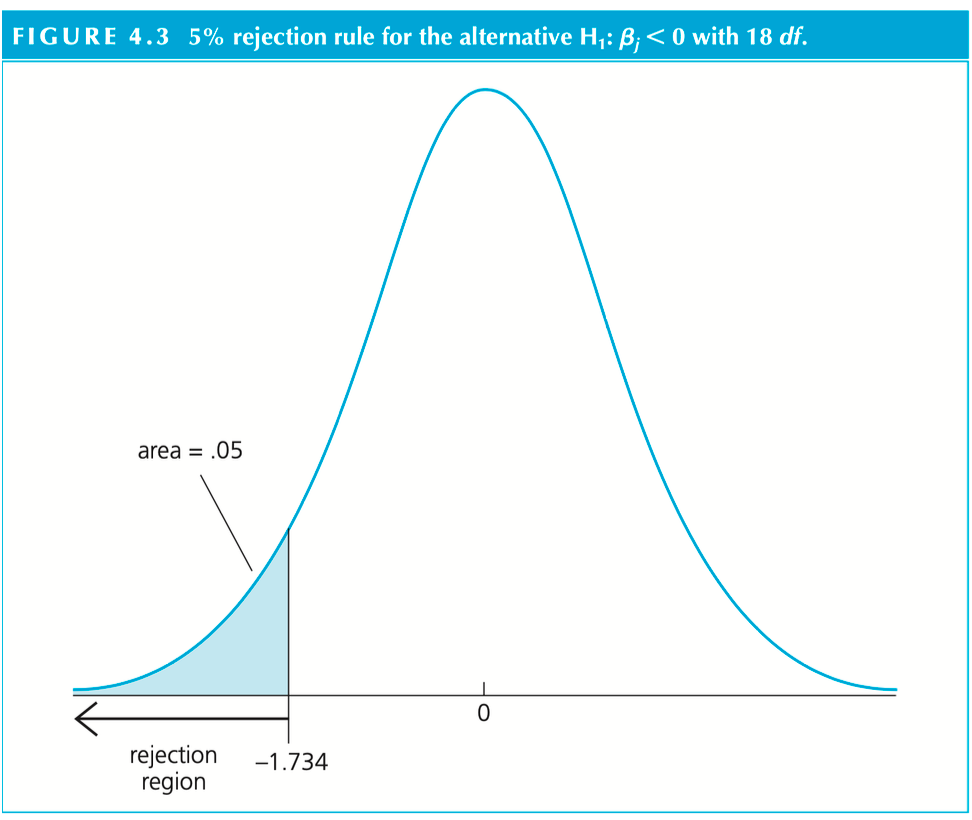 FIGURE 4.3 5% rejection rule for the alternative H₁: βⱼ < 0 with 18 df.
area = .05
0
rejection
region
–1.734